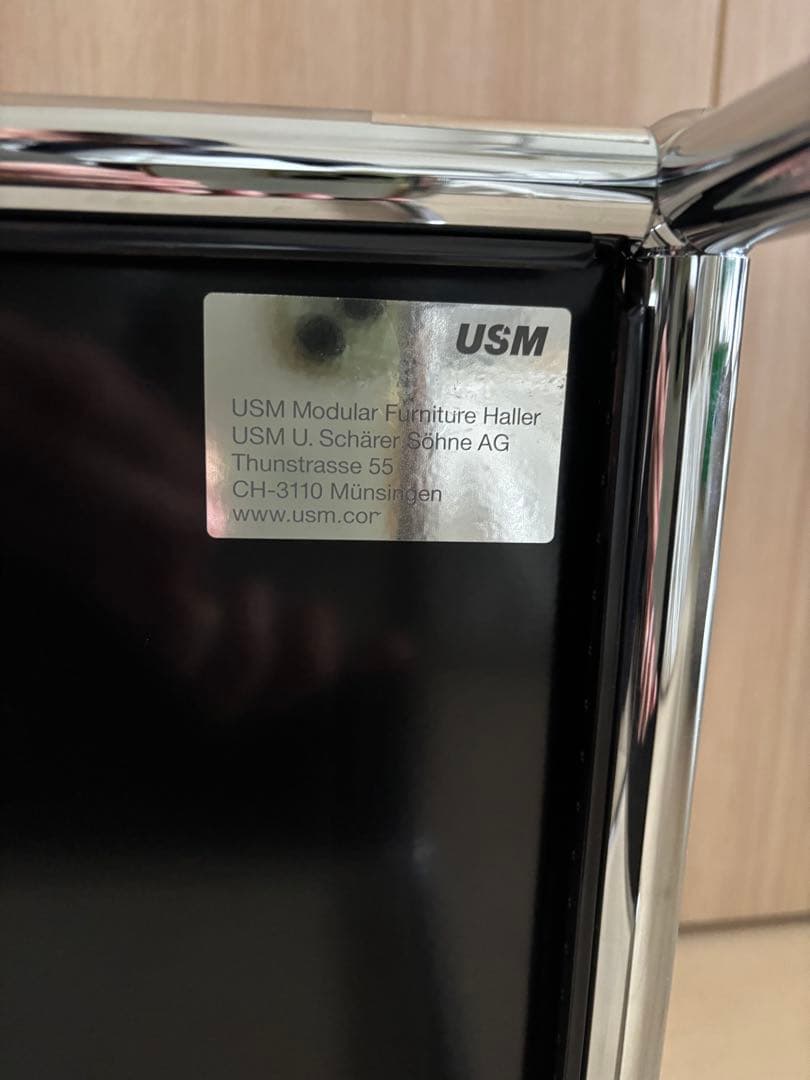 USM
USM Modular Furniture Haller
USM U. Schärer Söhne AG
Thunstrasse 55
CH-3110 Münsingen
www.usm.com